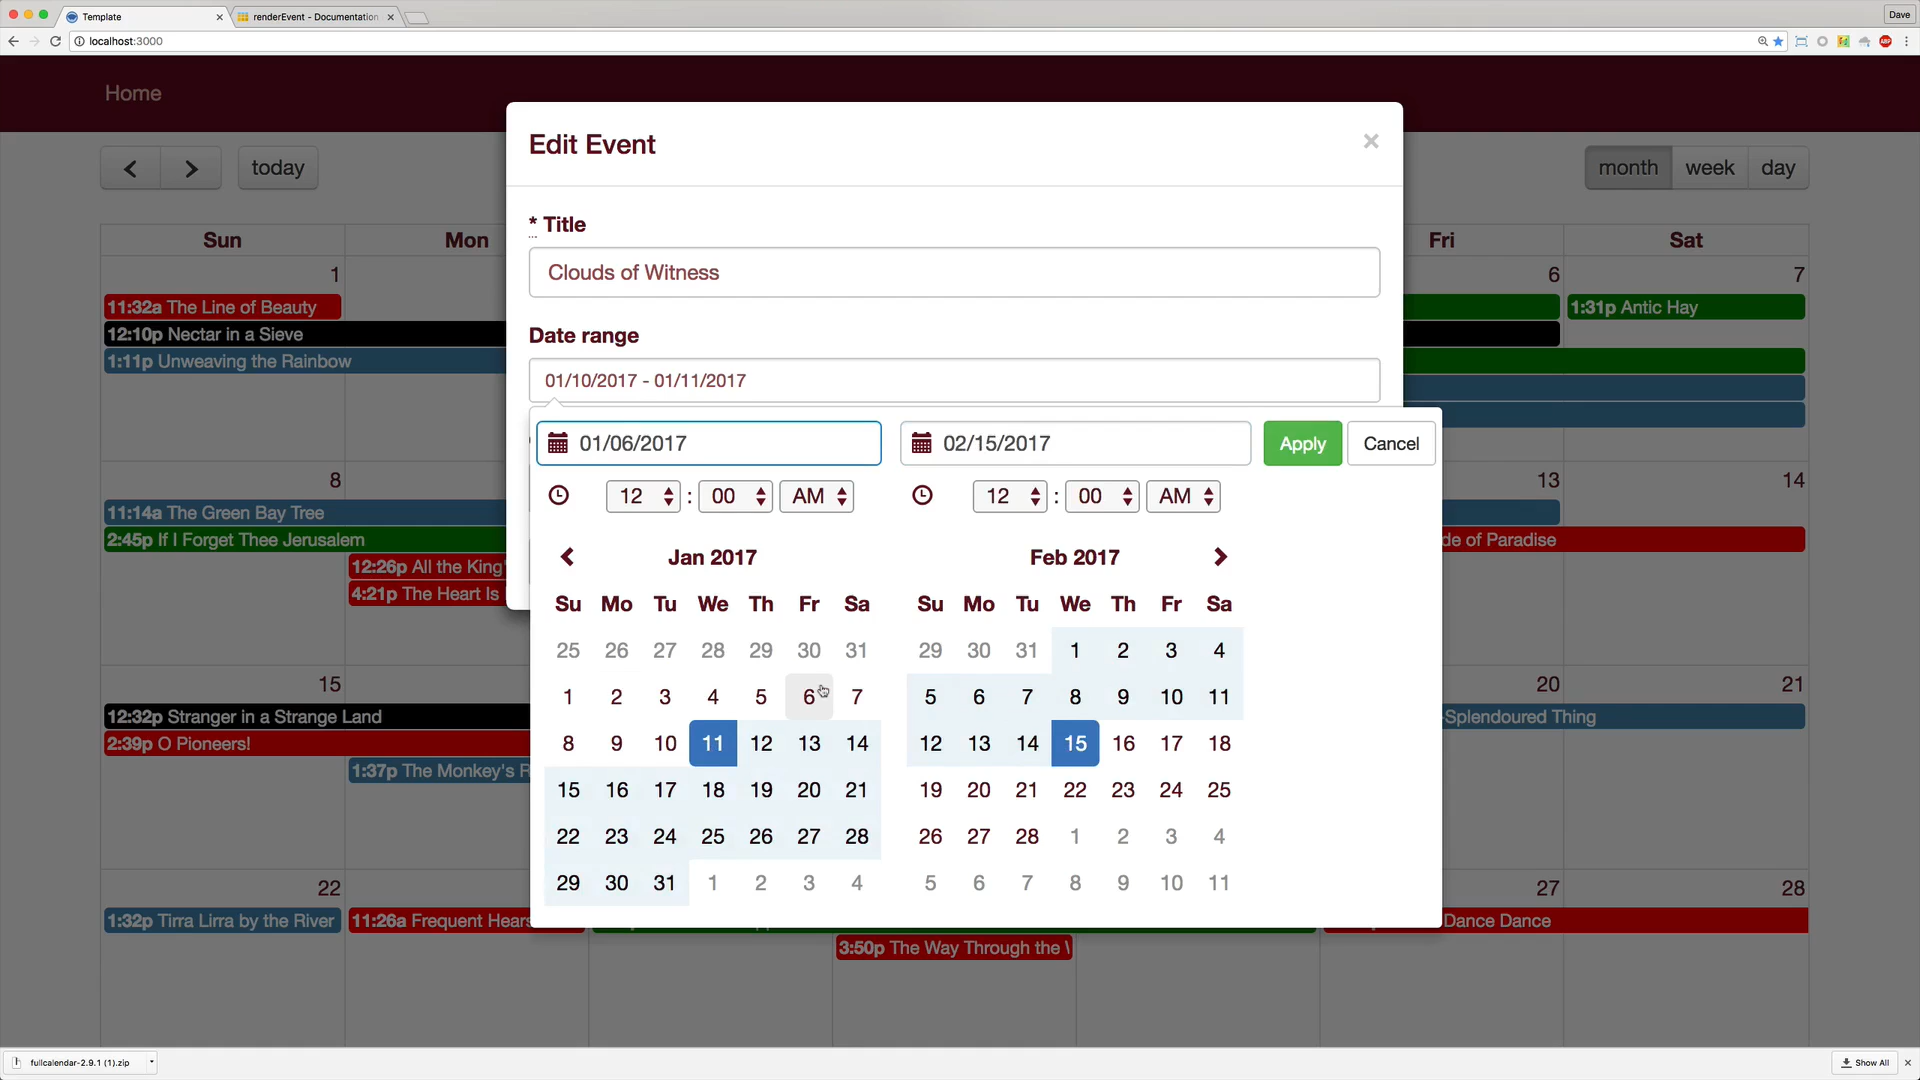 Template
renderEvent - Documentation
Dave
localhost:3000
Home
today
month week day
Sun Mon Fri Sat
1 6 7
11:32a The Line of Beauty
12:10p Nectar in a Sieve
1:11p Unweaving the Rainbow
1:31p Antic Hay
8 13 14
11:14a The Green Bay Tree
2:45p If I Forget Thee Jerusalem
de of Paradise
12:26p All the King'
4:21p The Heart Is
15 20 21
12:32p Stranger in a Strange Land
2:39p O Pioneers!
-Splendoured Thing
1:37p The Monkey's R
22 27 28
1:32p Tirra Lirra by the River
11:26a Frequent Hears
Dance Dance
3:50p The Way Through the
Edit Event
×
* Title
Clouds of Witness
Date range
01/10/2017 - 01/11/2017
01/06/2017 02/15/2017 Apply Cancel
12 : 00 AM 12 : 00 AM
Jan 2017
Su Mo Tu We Th Fr Sa
25 26 27 28 29 30 31
1 2 3 4 5 6 7
8 9 10 11 12 13 14
15 16 17 18 19 20 21
22 23 24 25 26 27 28
29 30 31 1 2 3 4
Feb 2017
Su Mo Tu We Th Fr Sa
29 30 31 1 2 3 4
5 6 7 8 9 10 11
12 13 14 15 16 17 18
19 20 21 22 23 24 25
26 27 28 1 2 3 4
5 6 7 8 9 10 11
fullcalendar-2.9.1 (1).zip
Show All